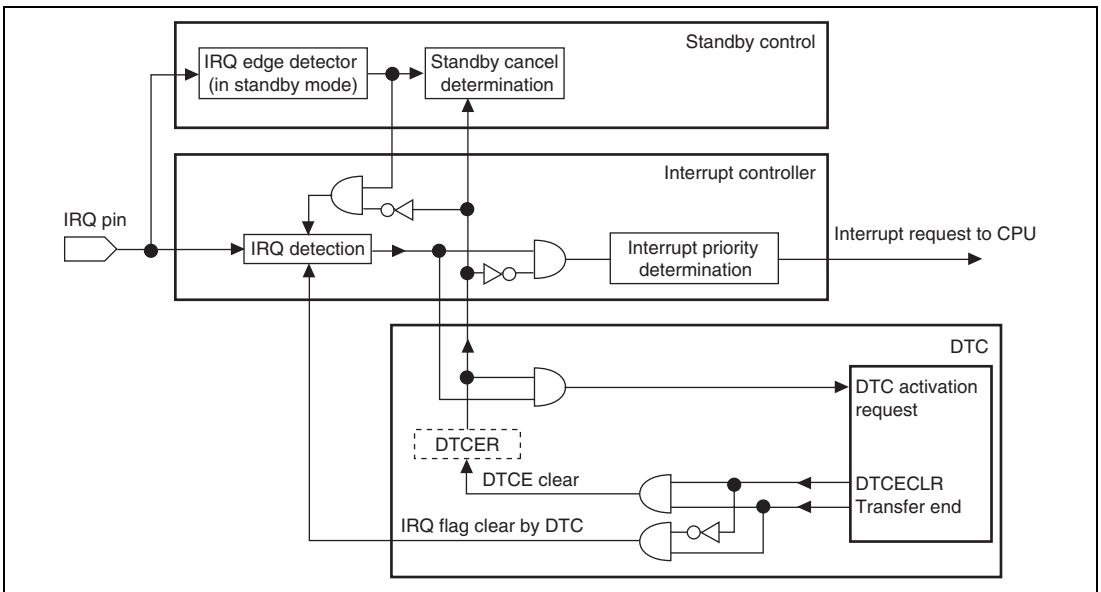 Standby control
IRQ edge detector
(in standby mode)
Standby cancel
determination
Interrupt controller
IRQ pin
IRQ detection
Interrupt priority
determination
Interrupt request to CPU
DTC
DTC activation
request
DTCER
DTCE clear
DTCECLR
Transfer end
IRQ flag clear by DTC